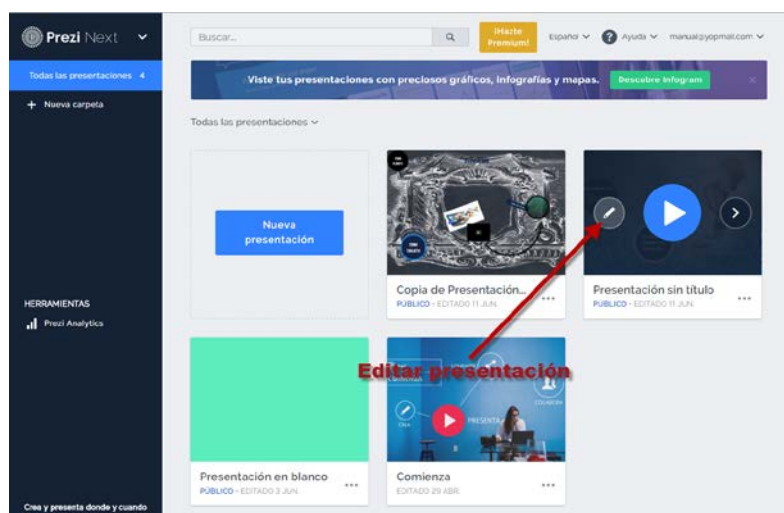 Prezi Next
Buscar...
¡Hazte
Premium!
Español
Ayuda
manual@yopmail.com
Todas las presentaciones 4
Viste tus presentaciones con preciosos gráficos, infografías y mapas.
Descubre Infogram
+ Nueva carpeta
Todas las presentaciones
Nueva
presentación
Copia de Presentación...
PÚBLICO - EDITADO 11 JUN.
Presentación sin título
PÚBLICO - EDITADO 11 JUN.
HERRAMIENTAS
Prezi Analytics
Editar presentación
CREA
PRESENTA
COLABORA
Presentación en blanco
PÚBLICO - EDITADO 3 JUN.
Comienza
EDITADO 29 ABR.
Crea y presenta donde y cuando